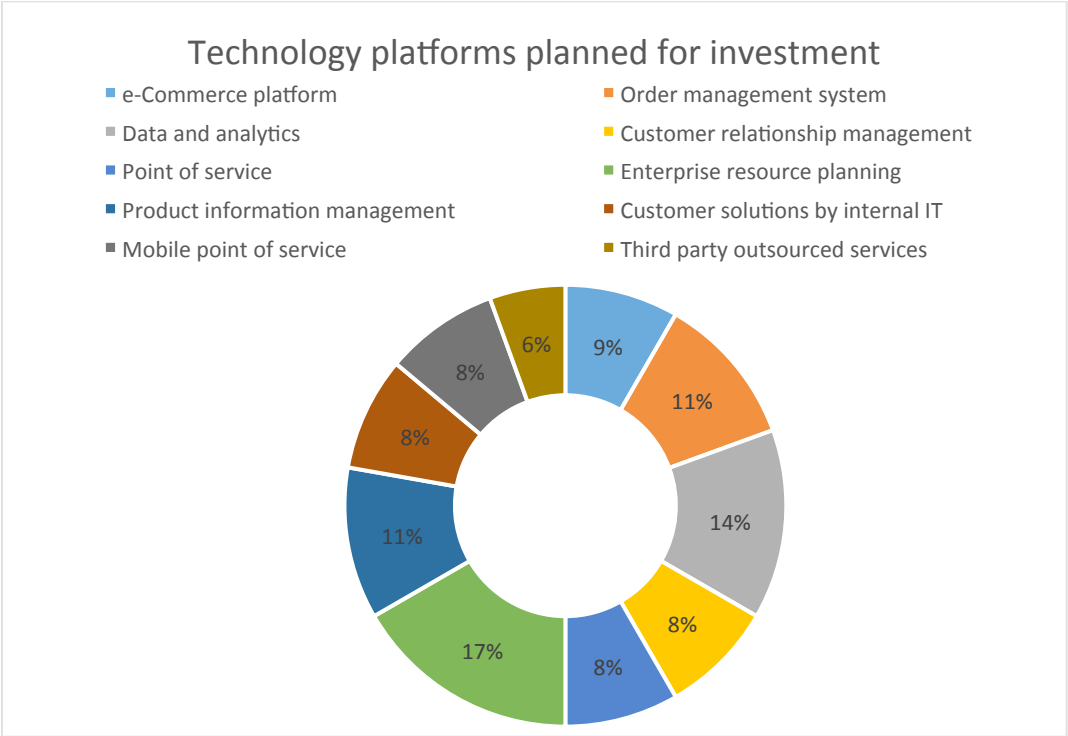 Technology platforms planned for investment
e-Commerce platform
Order management system
Data and analytics
Customer relationship management
Point of service
Enterprise resource planning
Product information management
Customer solutions by internal IT
Mobile point of service
Third party outsourced services
9%
11%
14%
8%
8%
17%
11%
8%
8%
6%